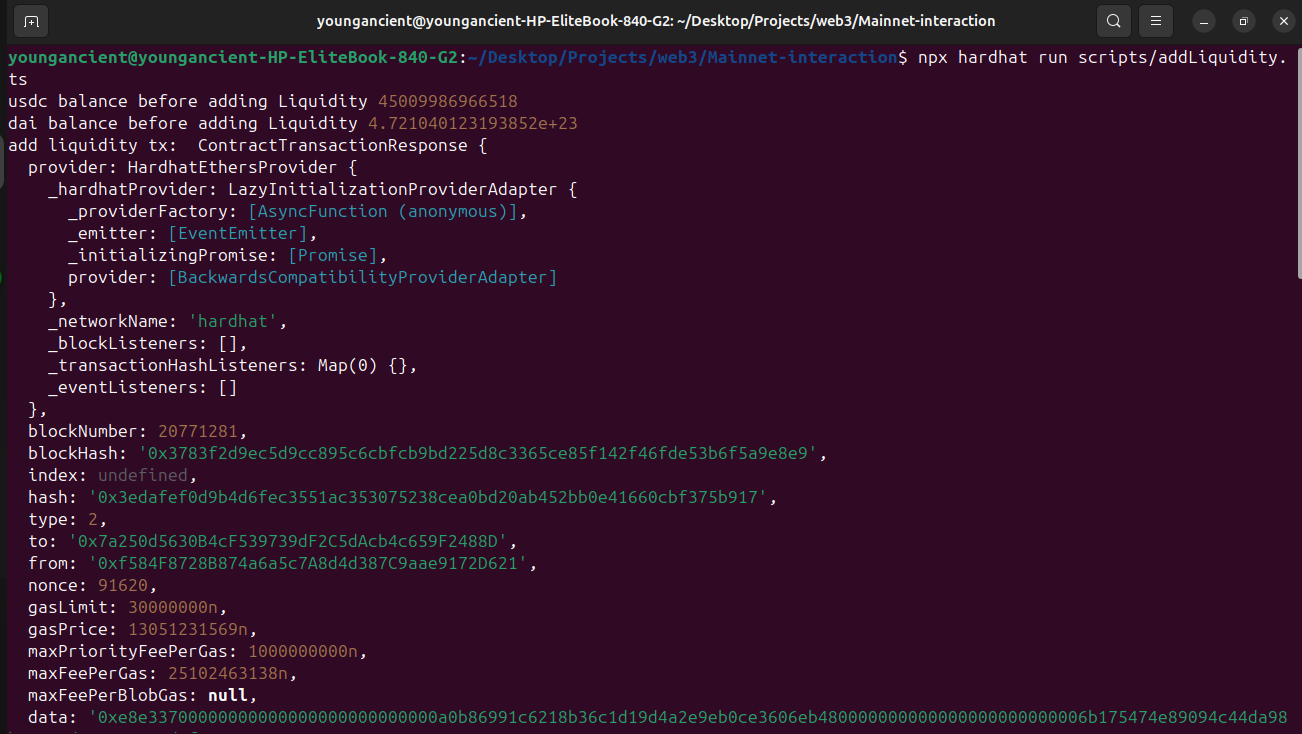 youngancient@youngancient-HP-EliteBook-840-G2: ~/Desktop/Projects/web3/Mainnet-interaction
youngancient@youngancient-HP-EliteBook-840-G2:~/Desktop/Projects/web3/Mainnet-interaction$ npx hardhat run scripts/addLiquidity.
ts
usdc balance before adding Liquidity 45009986966518
dai balance before adding Liquidity 4.721040123193852e+23
add liquidity tx:  ContractTransactionResponse {
  provider: HardhatEthersProvider {
    _hardhatProvider: LazyInitializationProviderAdapter {
      _providerFactory: [AsyncFunction (anonymous)],
      _emitter: [EventEmitter],
      _initializingPromise: [Promise],
      provider: [BackwardsCompatibilityProviderAdapter]
    },
    _networkName: 'hardhat',
    _blockListeners: [],
    _transactionHashListeners: Map(0) {},
    _eventListeners: []
  },
  blockNumber: 20771281,
  blockHash: '0x3783f2d9ec5d9cc895c6cbfcb9bd225d8c3365ce85f142f46fde53b6f5a9e8e9',
  index: undefined,
  hash: '0x3edafef0d9b4d6fec3551ac353075238cea0bd20ab452bb0e41660cbf375b917',
  type: 2,
  to: '0x7a250d5630B4cF539739dF2C5dAcb4c659F2488D',
  from: '0xf584F8728B874a6a5c7A8d4d387C9aae9172D621',
  nonce: 91620,
  gasLimit: 30000000n,
  gasPrice: 13051231569n,
  maxPriorityFeePerGas: 1000000000n,
  maxFeePerGas: 25102463138n,
  maxFeePerBlobGas: null,
  data: '0xe8e33700000000000000000000000000a0b86991c6218b36c1d19d4a2e9eb0ce3606eb480000000000000000000000006b175474e89094c44da98